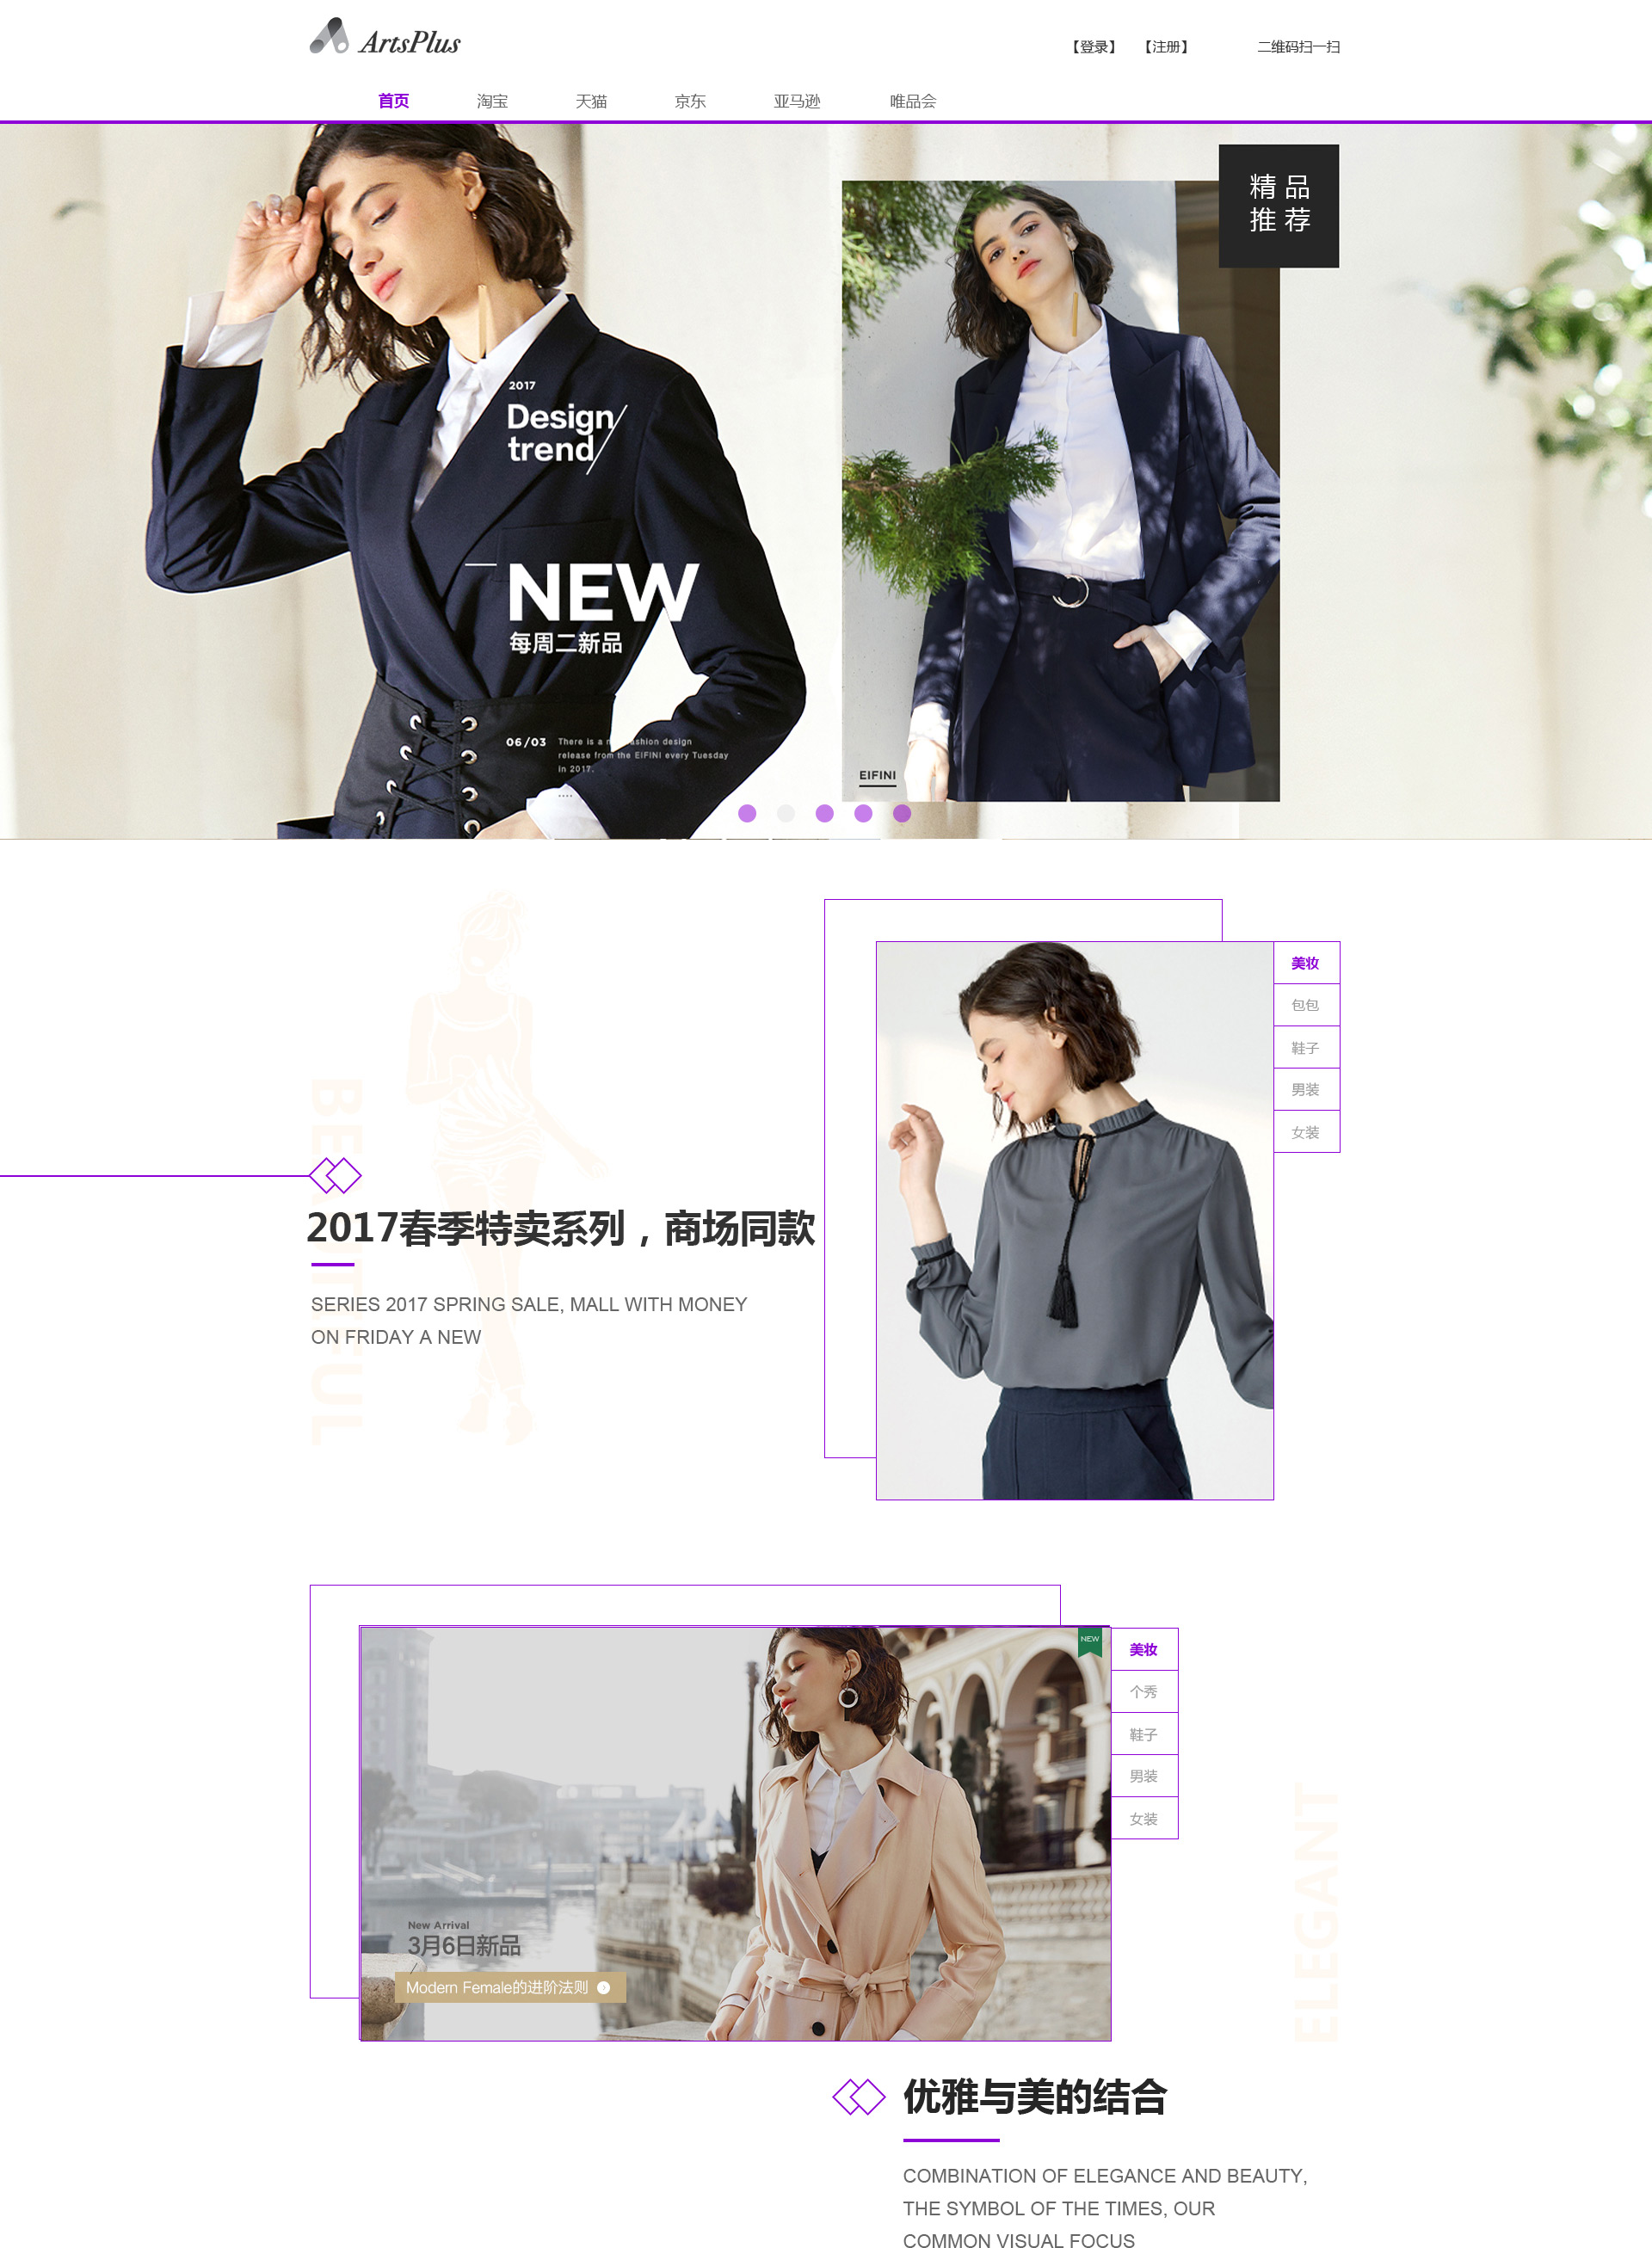 ArtsPlus
【登录】 【注册】 二维码扫一扫
首页 淘宝 天猫 京东 亚马逊 唯品会
精品
推荐
2017
Design
trend
NEW
每周二新品
06/03
There is a new fashion design
release from the EIFINI every Tuesday
in 2017.
EIFINI
美妆
包包
鞋子
男装
女装
BEAUTIFUL
2017春季特卖系列，商场同款
SERIES 2017 SPRING SALE, MALL WITH MONEY
ON FRIDAY A NEW
NEW
美妆
个秀
鞋子
男装
女装
New Arrival
3月6日新品
Modern Female的进阶法则
ELEGANT
优雅与美的结合
COMBINATION OF ELEGANCE AND BEAUTY,
THE SYMBOL OF THE TIMES, OUR
COMMON VISUAL FOCUS